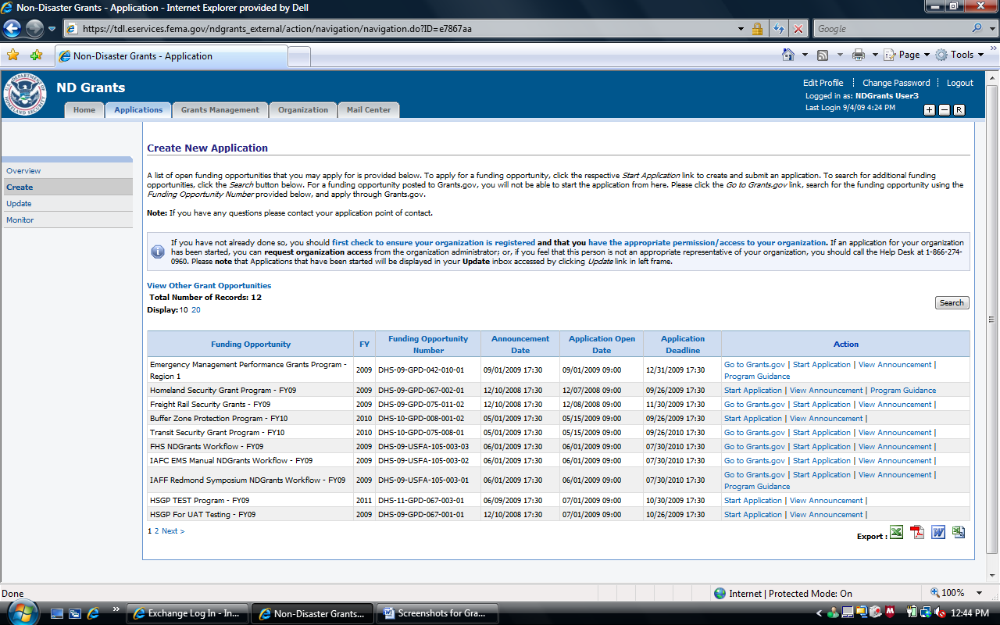 Non-Disaster Grants - Application - Internet Explorer provided by Dell
https://tdl.eservices.fema.gov/ndgrants_external/action/navigation/navigation.do?ID=e7867aa
Google
Non-Disaster Grants - Application
Page Tools
ND Grants
Edit Profile Change Password Logout
Logged in as: NDGrants User3
Last Login 9/4/09 4:24 PM
+ − R
Home Applications Grants Management Organization Mail Center
Overview
Create
Update
Monitor
Create New Application
A list of open funding opportunities that you may apply for is provided below. To apply for a funding opportunity, click the respective Start Application link to create and submit an application. To search for additional funding
opportunities, click the Search button below. For a funding opportunity posted to Grants.gov, you will not be able to start the application from here. Please click the Go to Grants.gov link, search for the funding opportunity using the
Funding Opportunity Number provided below, and apply through Grants.gov.
Note: If you have any questions please contact your application point of contact.
If you have not already done so, you should first check to ensure your organization is registered and that you have the appropriate permission/access to your organization. If an application for your organization
has been started, you can request organization access from the organization administrator; or, if you feel that this person is not an appropriate representative of your organization, you should call the Help Desk at 1-866-274-
0960. Please note that Applications that have been started will be displayed in your Update inbox accessed by clicking Update link in left frame.
View Other Grant Opportunities
Total Number of Records: 12
Display: 10 20
Search
Funding Opportunity FY Funding Opportunity Number Announcement Date Application Open Date Application Deadline Action
Emergency Management Performance Grants Program - Region 1 2009 DHS-09-GPD-042-010-01 09/01/2009 17:30 09/01/2009 09:00 12/31/2009 17:30 Go to Grants.gov | Start Application | View Announcement | Program Guidance
Homeland Security Grant Program - FY09 2009 DHS-09-GPD-067-002-01 12/10/2008 17:30 12/07/2008 09:00 09/26/2009 17:30 Start Application | View Announcement | Program Guidance
Freight Rail Security Grants - FY09 2009 DHS-09-GPD-075-011-02 12/10/2008 17:30 12/08/2008 09:00 11/30/2009 17:30 Go to Grants.gov | Start Application | View Announcement |
Buffer Zone Protection Program - FY10 2010 DHS-10-GPD-008-001-02 05/01/2009 17:30 05/15/2009 09:00 09/26/2009 17:30 Start Application | View Announcement |
Transit Security Grant Program - FY10 2010 DHS-10-GPD-075-008-01 05/01/2009 17:30 05/15/2009 09:00 09/26/2010 17:30 Go to Grants.gov | Start Application | View Announcement |
FHS NDGrants Workflow - FY09 2009 DHS-09-USFA-105-003-03 06/01/2009 17:30 06/01/2009 09:00 07/30/2010 17:30 Go to Grants.gov | Start Application | View Announcement |
IAFC EMS Manual NDGrants Workflow - FY09 2009 DHS-09-USFA-105-003-02 06/01/2009 17:30 06/01/2009 09:00 07/30/2010 17:30 Go to Grants.gov | Start Application | View Announcement |
IAFF Redmond Symposium NDGrants Workflow - FY09 2009 DHS-09-USFA-105-003-01 06/01/2009 17:30 06/01/2009 09:00 07/30/2010 17:30 Go to Grants.gov | Start Application | View Announcement | Program Guidance
HSGP TEST Program - FY09 2011 DHS-11-GPD-067-003-01 06/09/2009 17:30 07/01/2009 09:00 10/30/2009 17:30 Start Application | View Announcement |
HSGP For UAT Testing - FY09 2009 DHS-09-GPD-067-001-01 12/10/2008 17:30 07/01/2009 09:00 10/26/2009 17:30 Start Application | View Announcement |
1 2 Next >
Export :
Done
Internet | Protected Mode: On
100%
Exchange Log In - In...
Non-Disaster Grants...
Screenshots for Gra...
12:44 PM